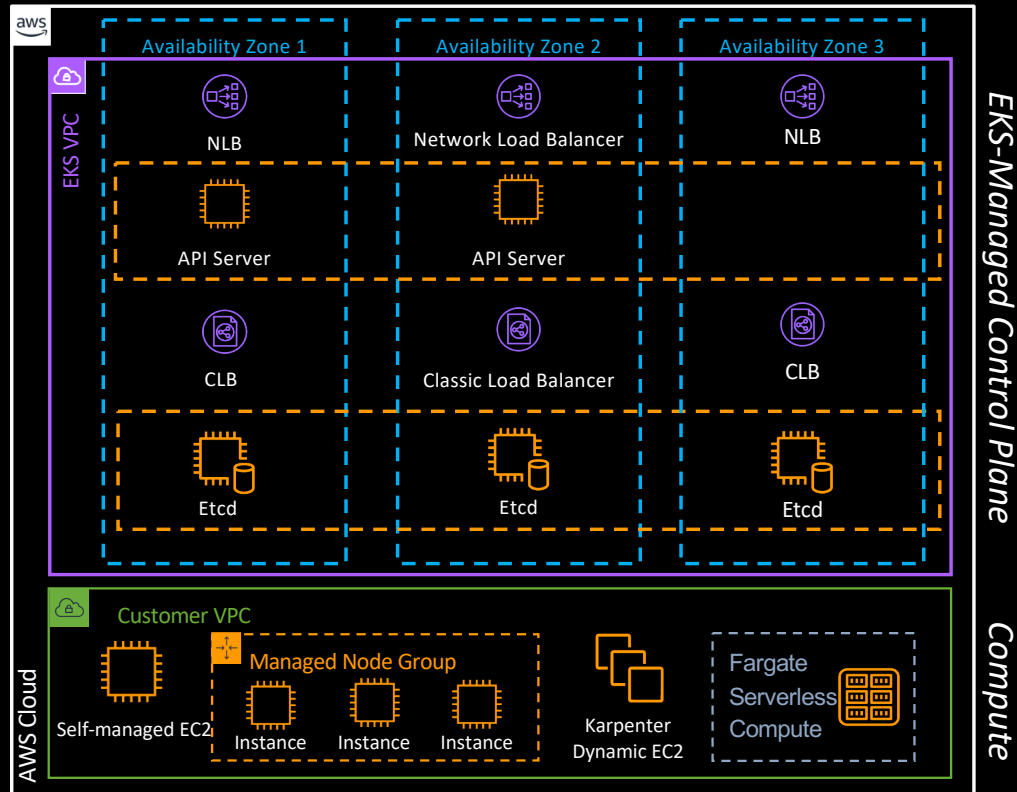 aws
Availability Zone 1
Availability Zone 2
Availability Zone 3
EKS VPC
NLB
Network Load Balancer
NLB
API Server
API Server
CLB
Classic Load Balancer
CLB
Etcd
Etcd
Etcd
EKS-Managed Control Plane
AWS Cloud
Customer VPC
Self-managed EC2
Managed Node Group
Instance
Instance
Instance
Karpenter
Dynamic EC2
Fargate
Serverless
Compute
Compute